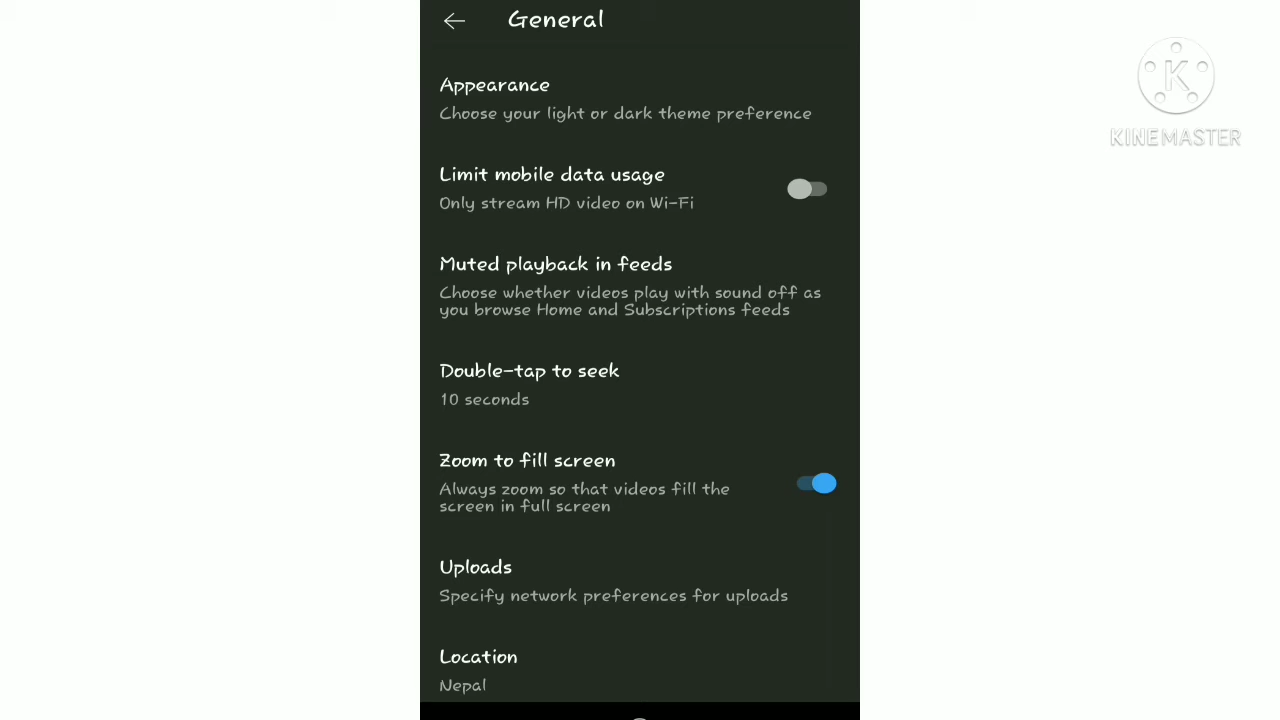 General
Appearance
Choose your light or dark theme preference
Limit mobile data usage
Only stream HD video on Wi-Fi
Muted playback in feeds
Choose whether videos play with sound off as
you browse Home and Subscriptions feeds
Double-tap to seek
10 seconds
Zoom to fill screen
Always zoom so that videos fill the
screen in full screen
Uploads
Specify network preferences for uploads
Location
Nepal
K
KINEMASTER